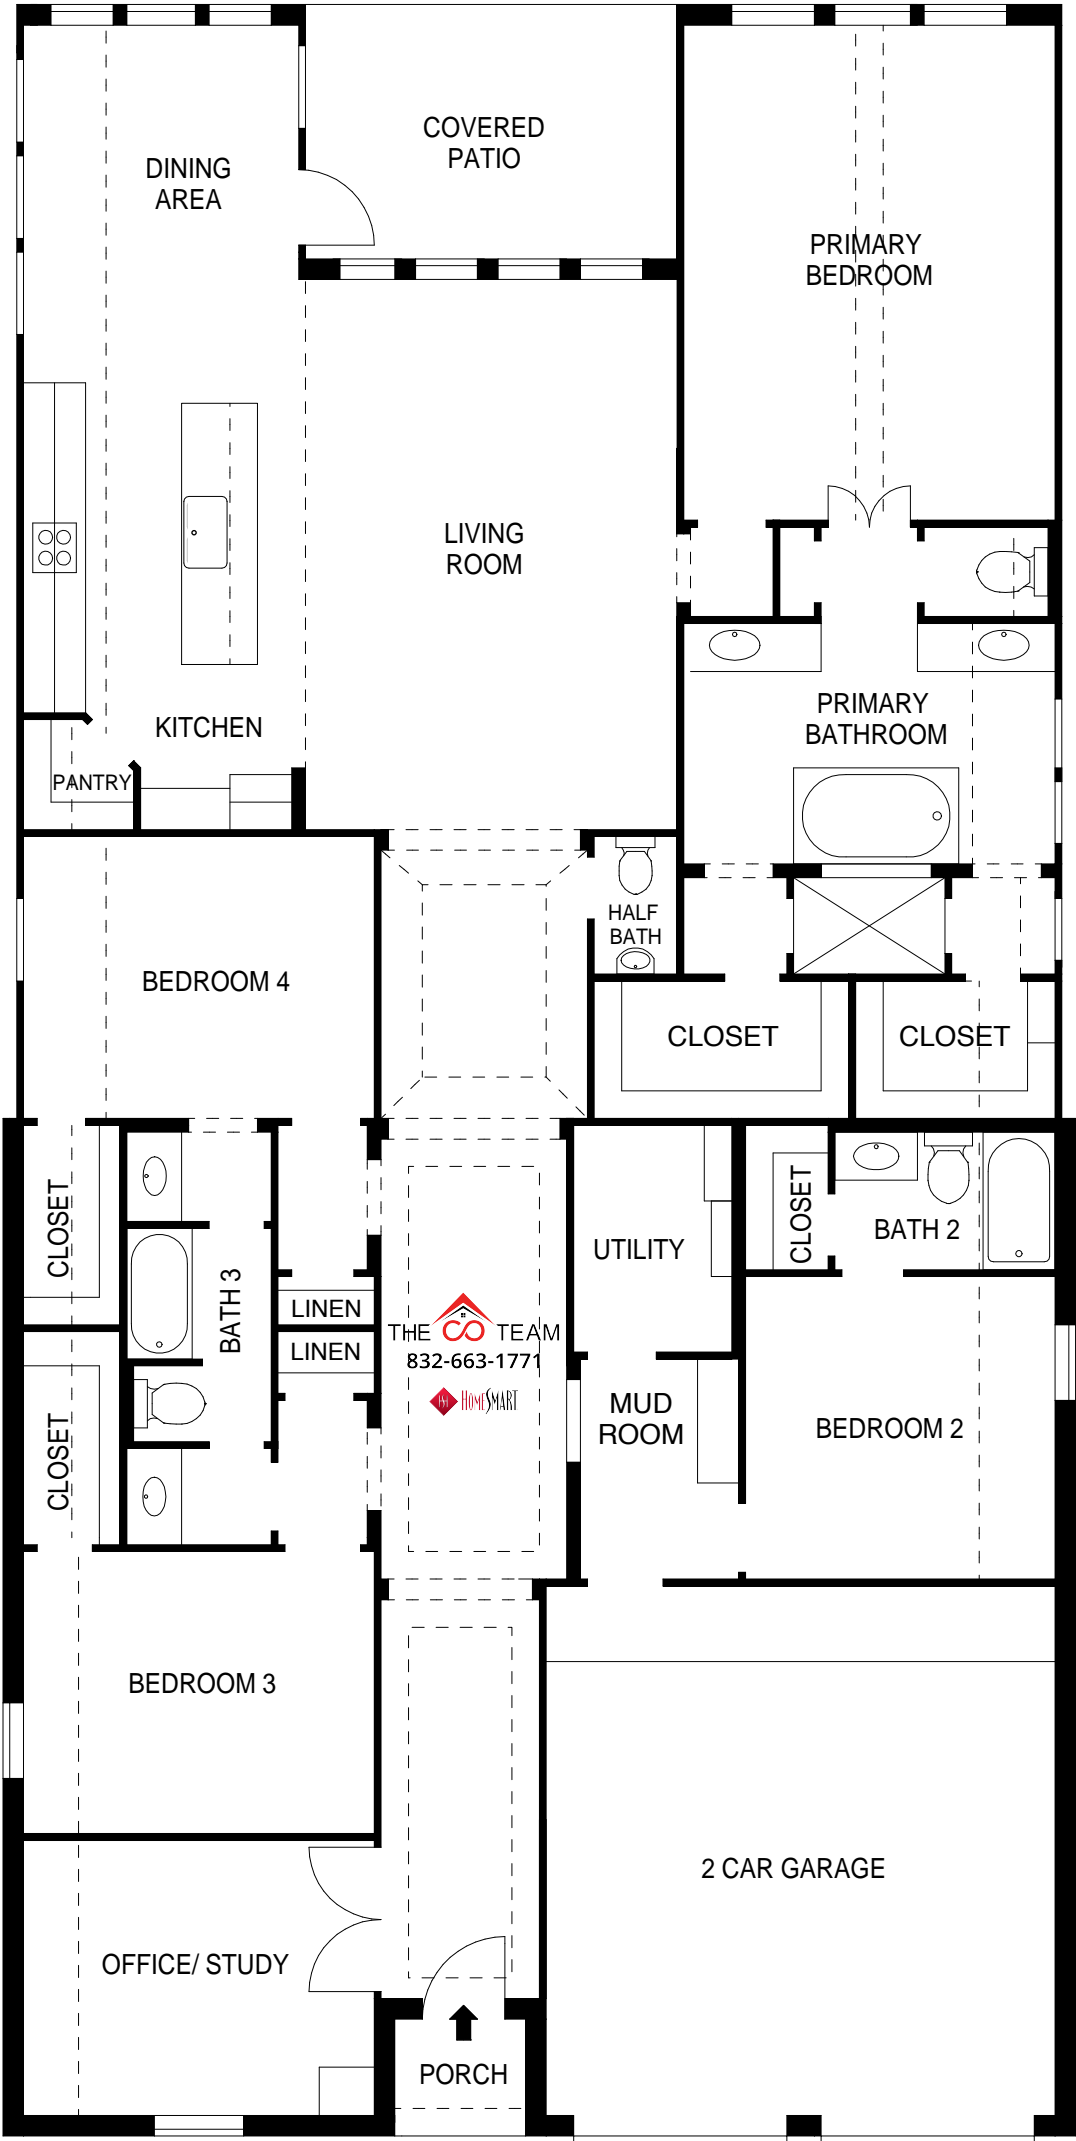 COVERED
PATIO
DINING
AREA
PRIMARY
BEDROOM
LIVING
ROOM
PRIMARY
BATHROOM
KITCHEN
PANTRY
HALF
BATH
BEDROOM 4
CLOSET
CLOSET
CLOSET
CLOSET
BATH 2
UTILITY
BATH 3
LINEN
THE CO TEAM
832-663-1771
LINEN
HS
HOMESMART
MUD
ROOM
BEDROOM 2
CLOSET
BEDROOM 3
2 CAR GARAGE
OFFICE/ STUDY
PORCH